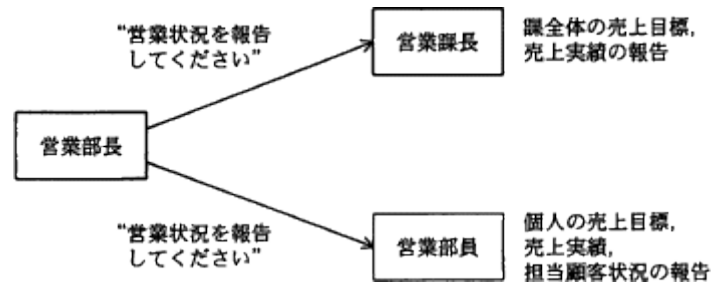 “営業状況を報告
してください”
営業課長
課全体の売上目標，
売上実績の報告
営業部長
“営業状況を報告
してください”
営業部員
個人の売上目標，
売上実績，
担当顧客状況の報告